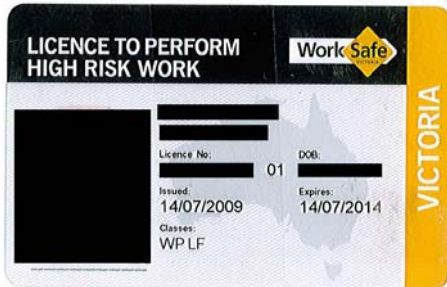 LICENCE TO PERFORM
HIGH RISK WORK
WorkSafe
VICTORIA
VICTORIA
Licence No: DOB:
01
Issued: Expires:
14/07/2009 14/07/2014
Classes:
WP LF